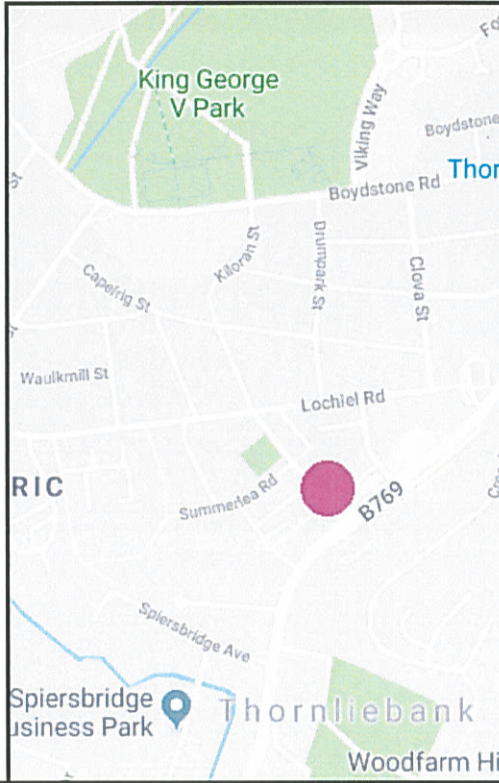 King George
V Park
Viking Way
Boydstone
Thor
Boydstone Rd
Kiloran St
Drumpark St
Clova St
Capelrig St
Waulkmill St
Lochiel Rd
RIC
Summerlea Rd
B769
Spiersbridge Ave
Spiersbridge
usiness Park
Thornliebank
Woodfarm Hi